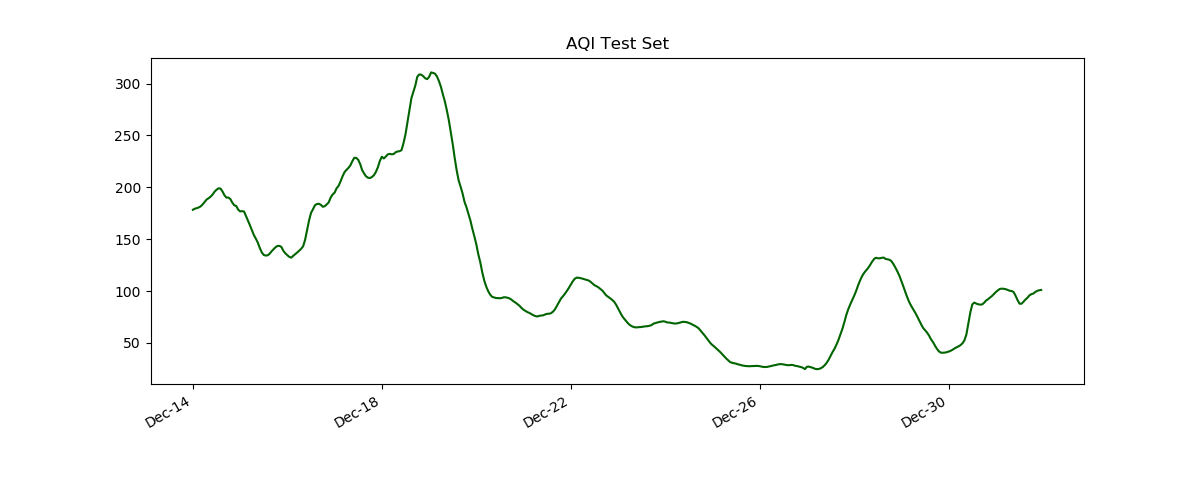 AQI Test Set
300
250
200
150
100
50
Dec-14
Dec-18
Dec-22
Dec-26
Dec-30